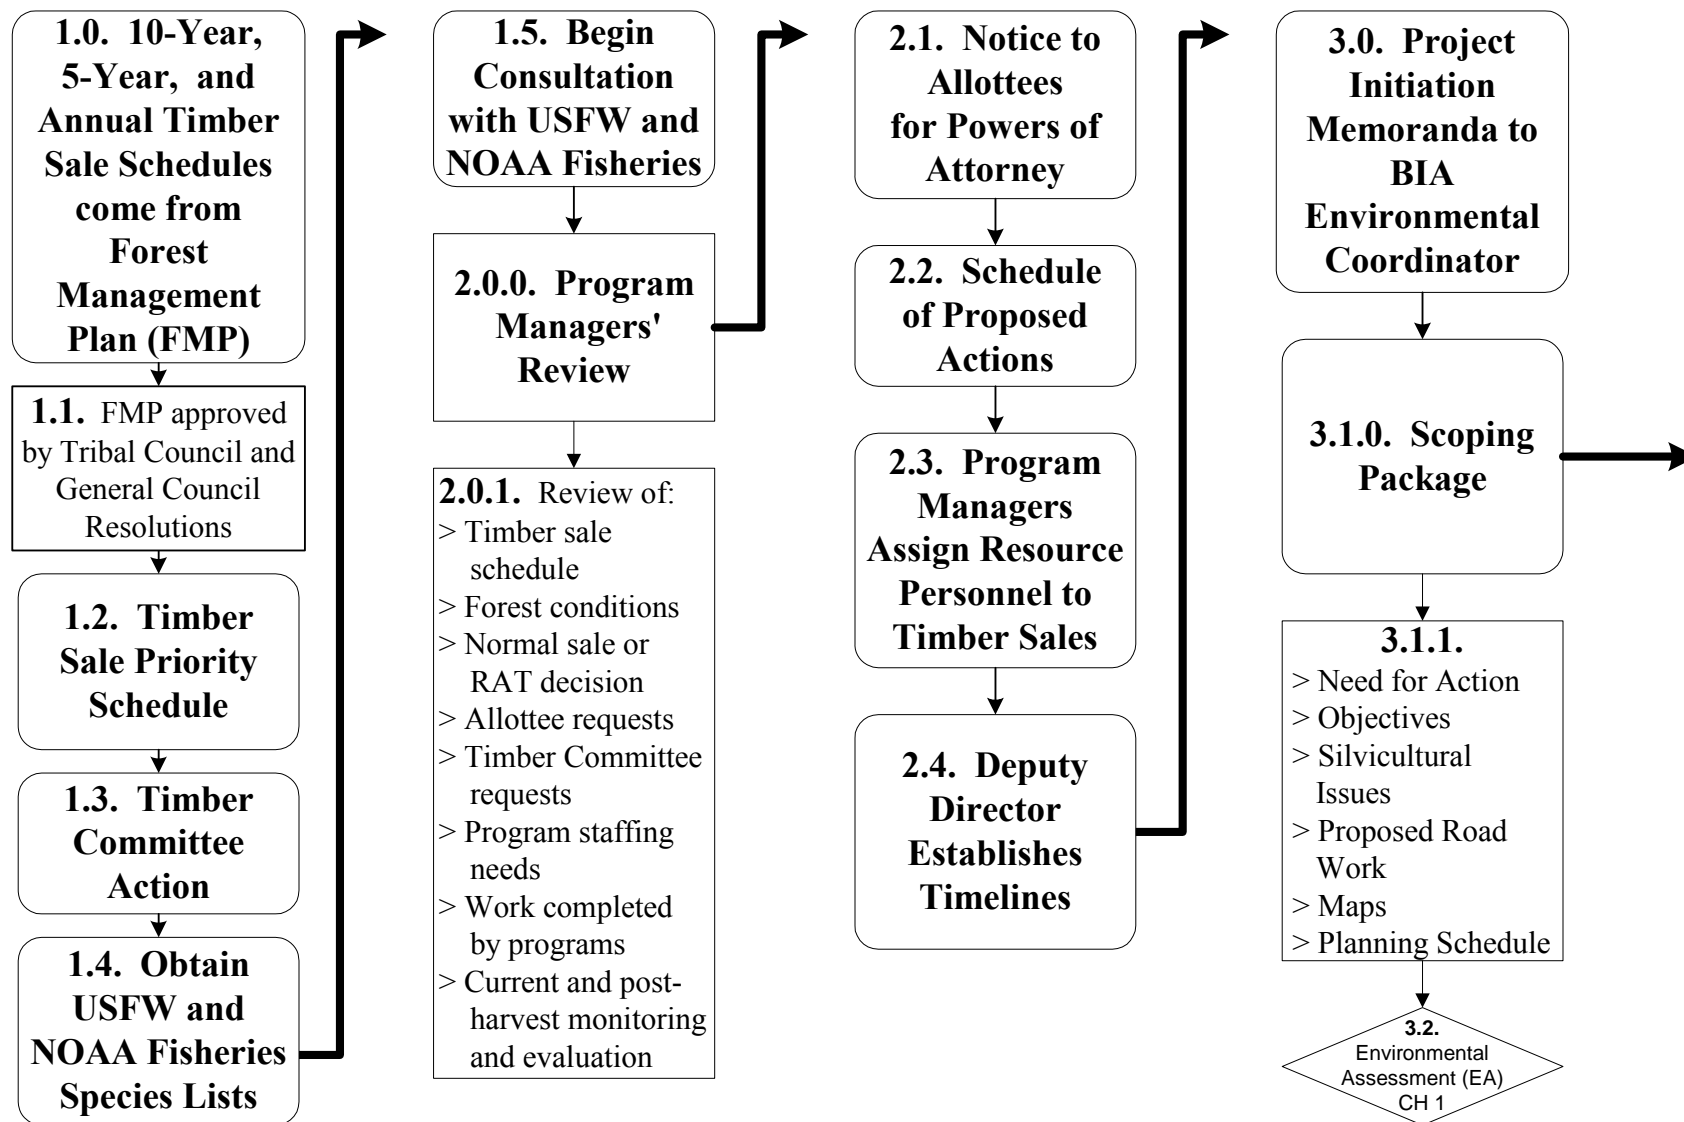 1.0. 10-Year,
5-Year, and
Annual Timber
Sale Schedules
come from
Forest
Management
Plan (FMP)
1.1. FMP approved
by Tribal Council and
General Council
Resolutions
1.2. Timber
Sale Priority
Schedule
1.3. Timber
Committee
Action
1.4. Obtain
USFW and
NOAA Fisheries
Species Lists
1.5. Begin
Consultation
with USFW and
NOAA Fisheries
2.0.0. Program
Managers'
Review
2.0.1. Review of:
> Timber sale
schedule
> Forest conditions
> Normal sale or
RAT decision
> Allottee requests
> Timber Committee
requests
> Program staffing
needs
> Work completed
by programs
> Current and post-
harvest monitoring
and evaluation
2.1. Notice to
Allottees
for Powers of
Attorney
2.2. Schedule
of Proposed
Actions
2.3. Program
Managers
Assign Resource
Personnel to
Timber Sales
2.4. Deputy
Director
Establishes
Timelines
3.0. Project
Initiation
Memoranda to
BIA
Environmental
Coordinator
3.1.0. Scoping
Package
3.1.1.
> Need for Action
> Objectives
> Silvicultural
Issues
> Proposed Road
Work
> Maps
> Planning Schedule
3.2.
Environmental
Assessment (EA)
CH 1